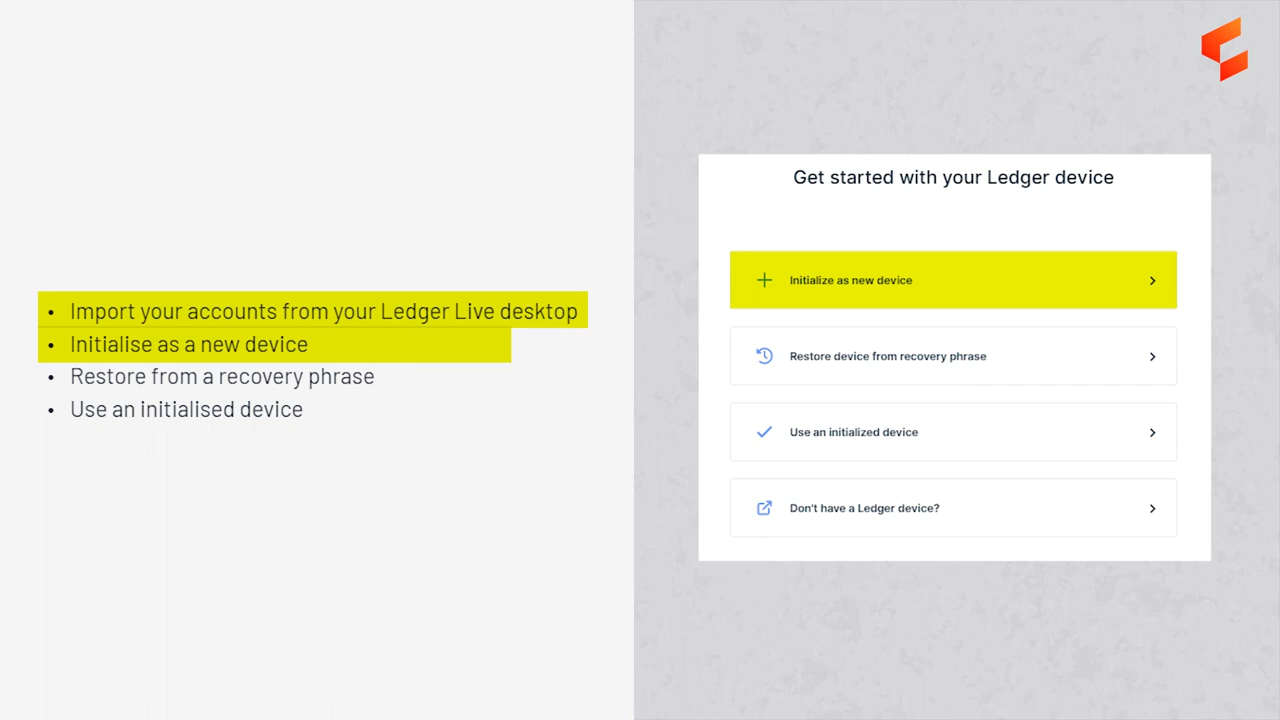 • Import your accounts from your Ledger Live desktop
• Initialise as a new device
• Restore from a recovery phrase
• Use an initialised device
Get started with your Ledger device
Initialize as new device
Restore device from recovery phrase
Use an initialized device
Don't have a Ledger device?